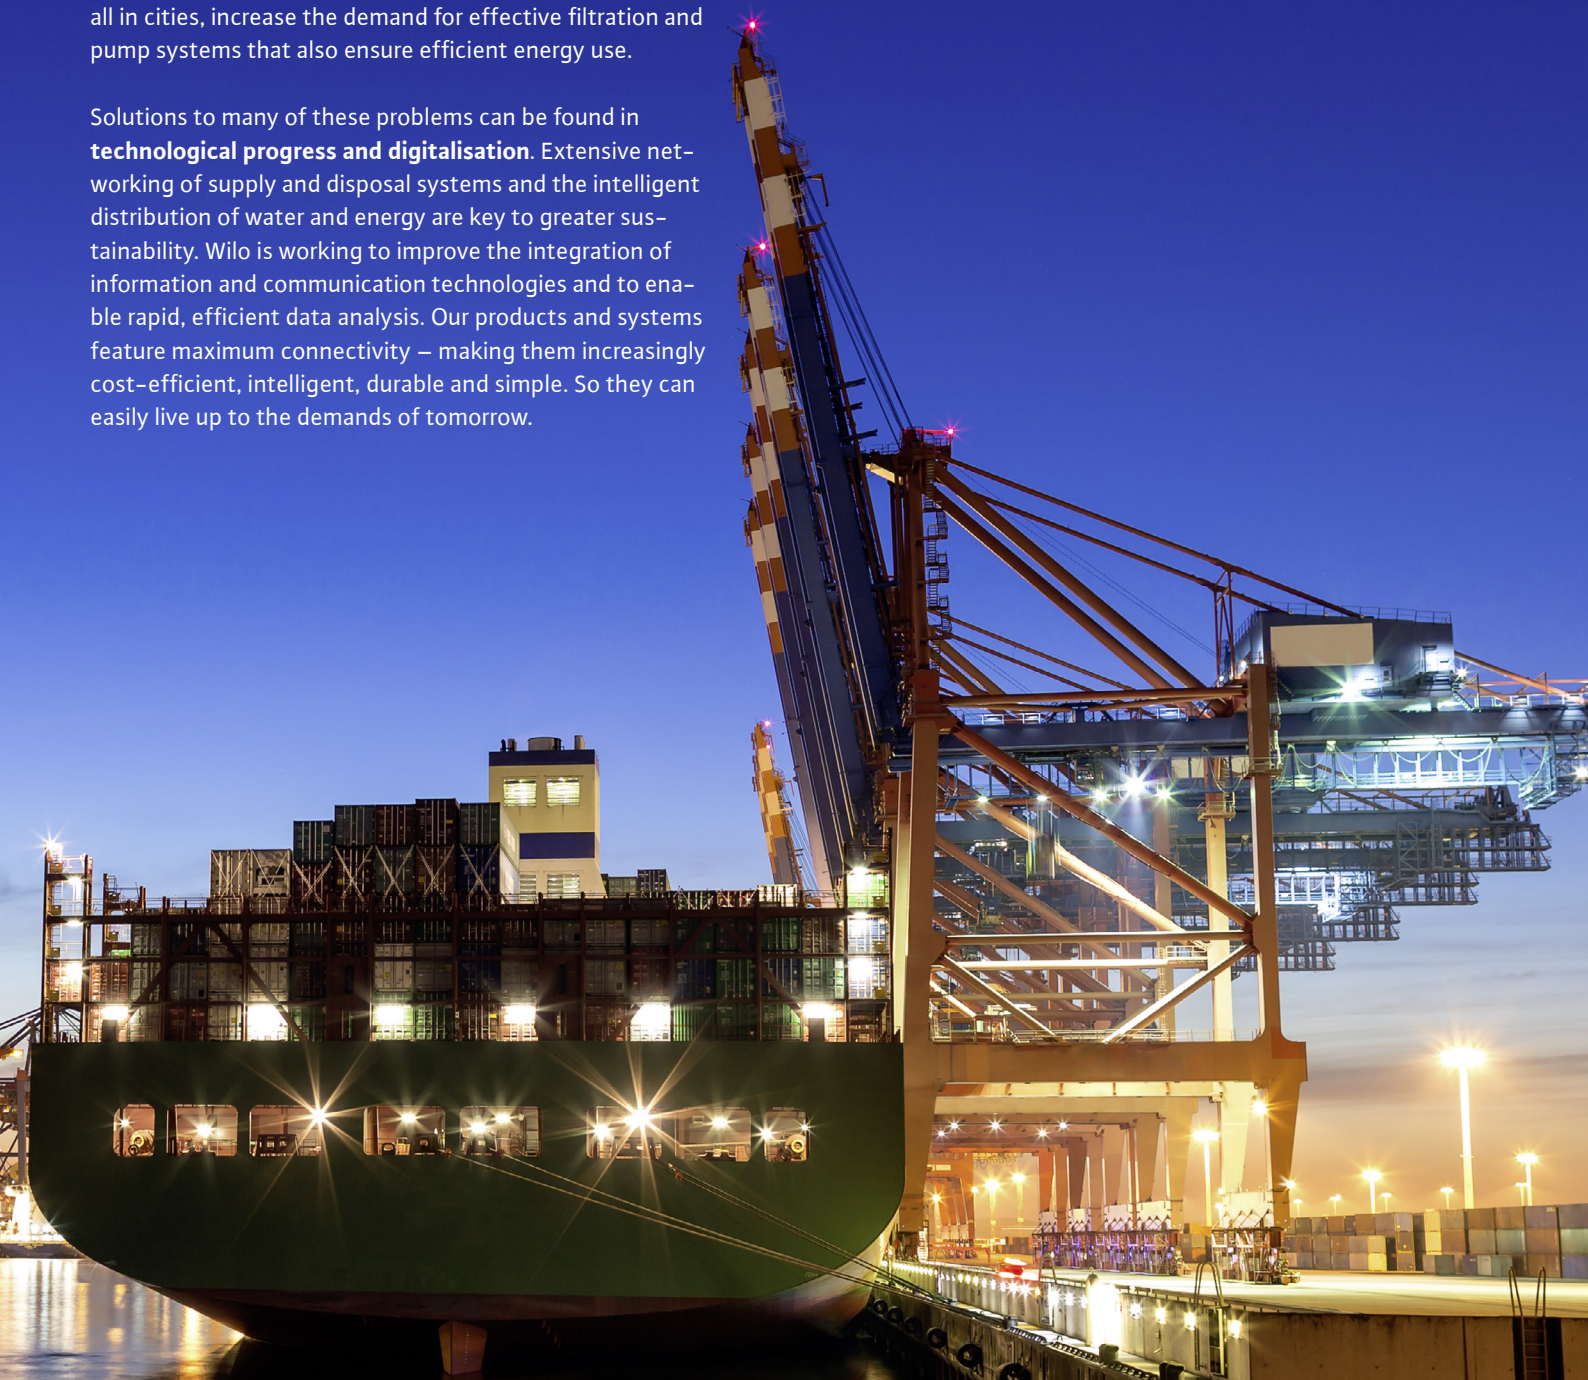 all in cities, increase the demand for effective filtration and
pump systems that also ensure efficient energy use.
Solutions to many of these problems can be found in
technological progress and digitalisation. Extensive net-
working of supply and disposal systems and the intelligent
distribution of water and energy are key to greater sus-
tainability. Wilo is working to improve the integration of
information and communication technologies and to ena-
ble rapid, efficient data analysis. Our products and systems
feature maximum connectivity – making them increasingly
cost-efficient, intelligent, durable and simple. So they can
easily live up to the demands of tomorrow.